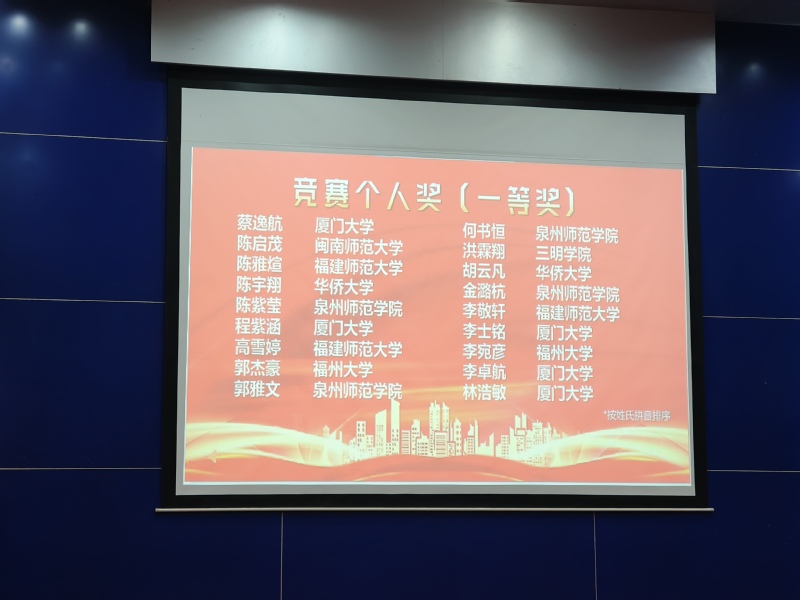 竞赛个人奖（一等奖）
蔡逸航 厦门大学
陈启茂 闽南师范大学
陈雅煊 福建师范大学
陈宇翔 华侨大学
陈紫莹 泉州师范学院
程紫涵 厦门大学
高雪婷 福建师范大学
郭杰豪 福州大学
郭雅文 泉州师范学院
何书恒 泉州师范学院
洪霖翔 三明学院
胡云凡 华侨大学
金潞杭 泉州师范学院
李敬轩 福建师范大学
李士铭 厦门大学
李宛彦 福州大学
李卓航 厦门大学
林浩敏 厦门大学
*按姓氏拼音排序